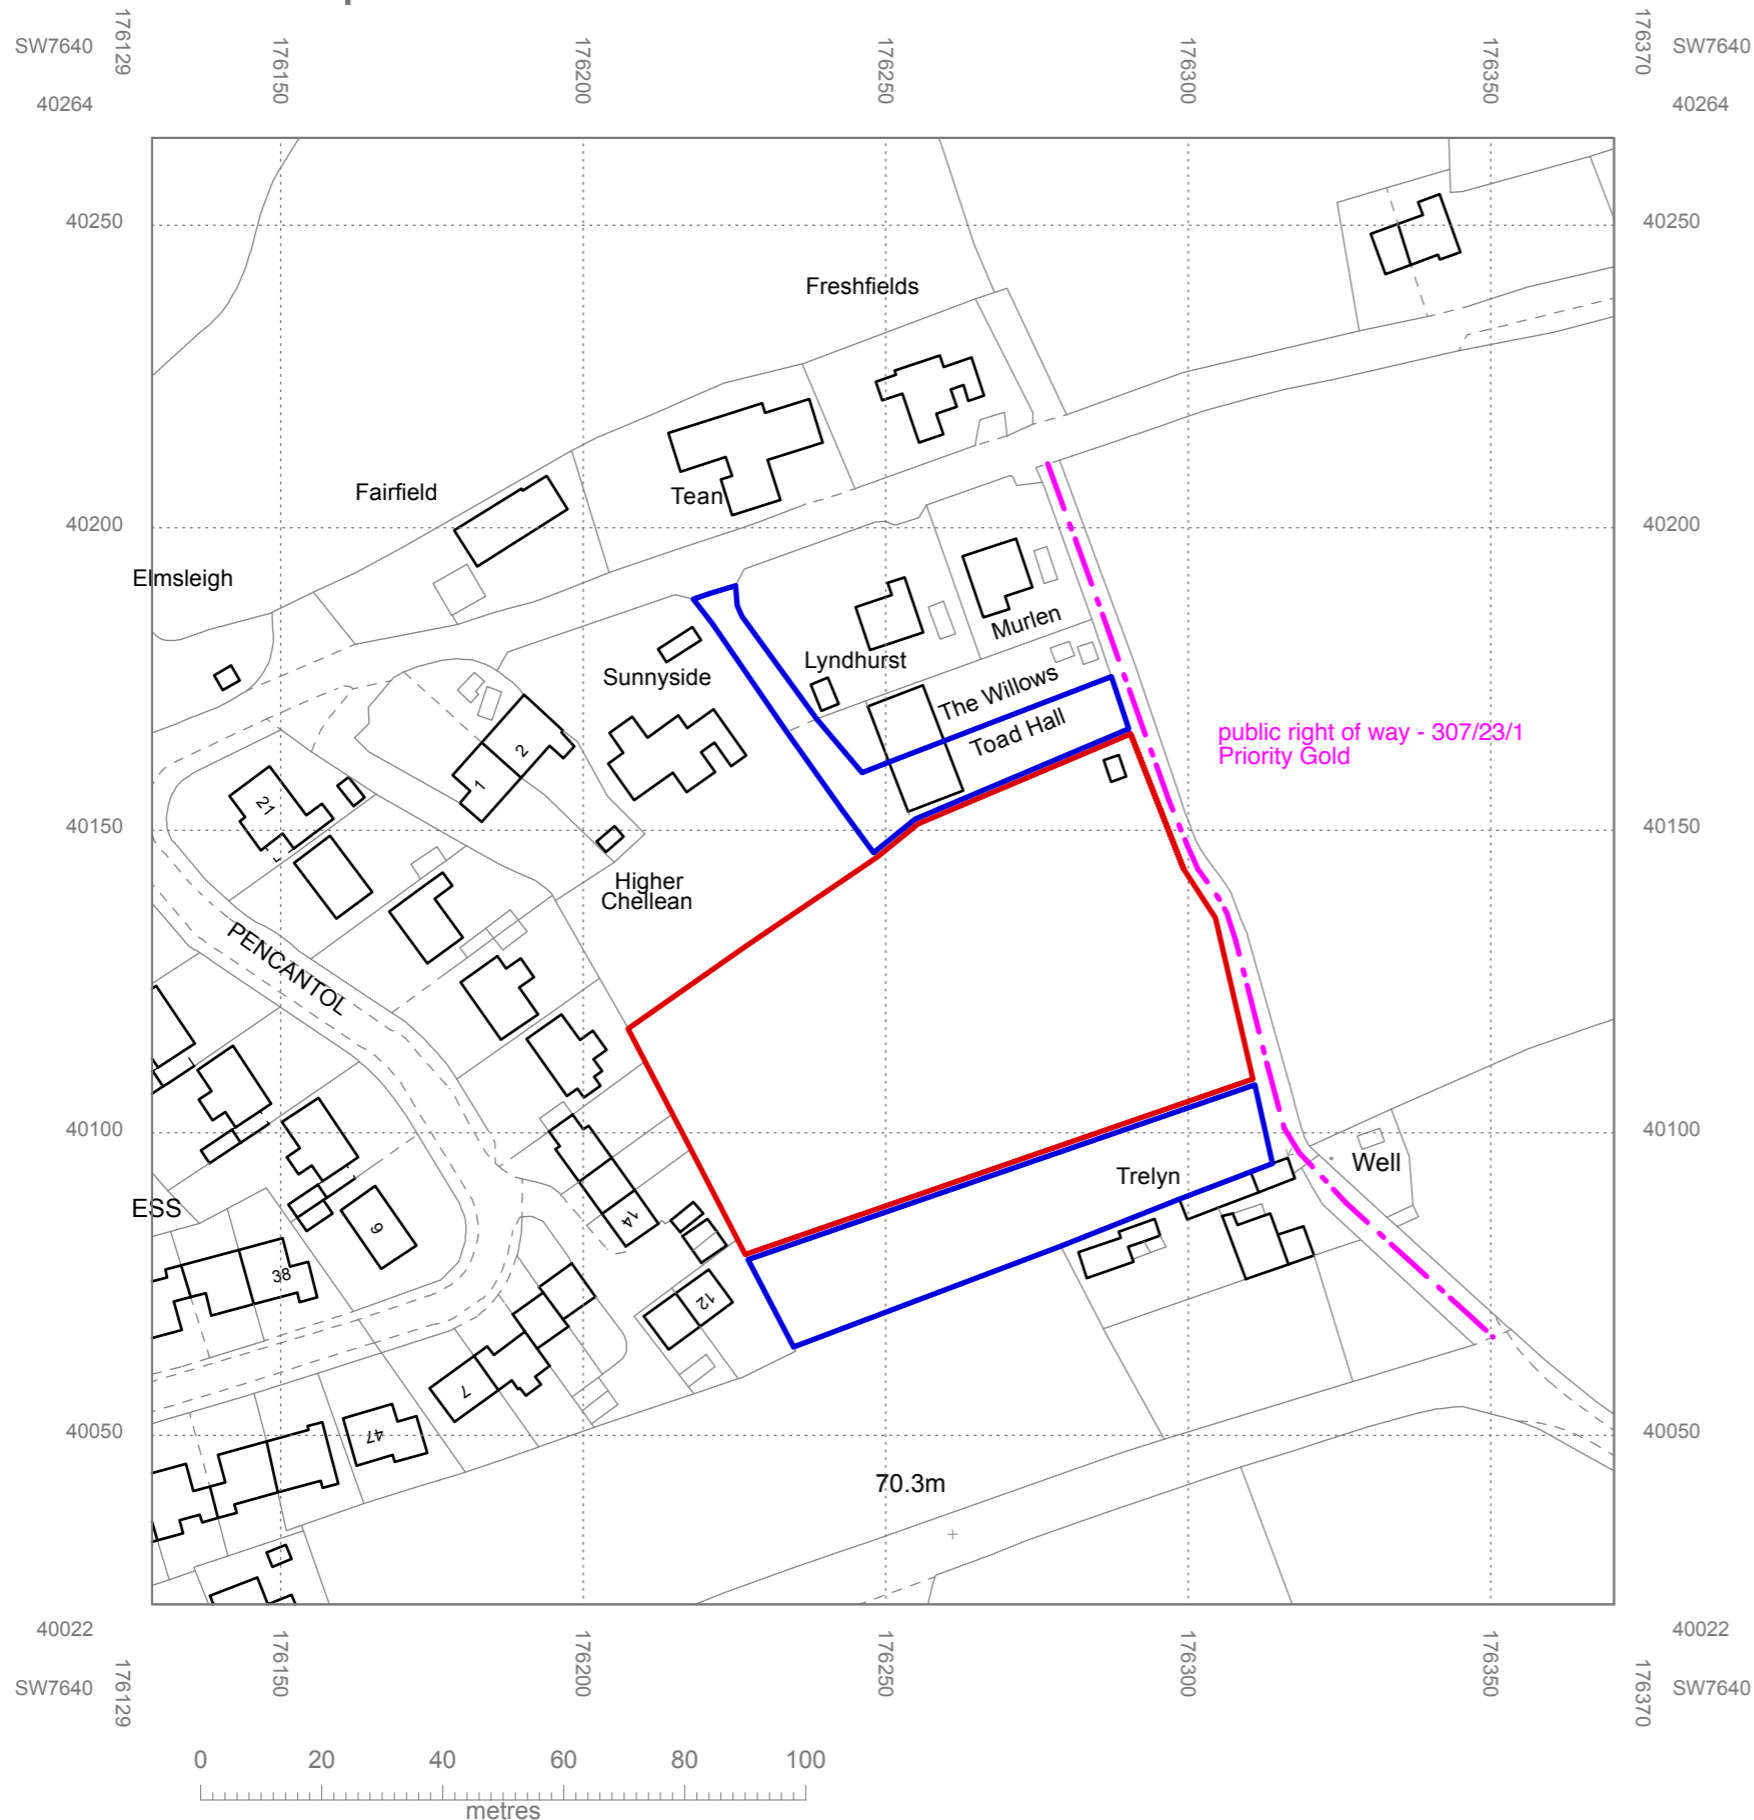 176129
176150
176200
176250
176300
176350
176370
SW7640
SW7640
40264
40264
40250
40250
Freshfields
Fairfield
Tean
40200
40200
Elmsleigh
Murlen
Lyndhurst
Sunnyside
The Willows
Toad Hall
public right of way - 307/23/1
Priority Gold
2
1
21
40150
40150
Higher
Chellean
PENCANTOL
40100
40100
Trelyn
Well
ESS
14
9
38
12
7
47
40050
40050
70.3m
40022
40022
SW7640
SW7640
176129
176150
176200
176250
176300
176350
176370
0 20 40 60 80 100
metres